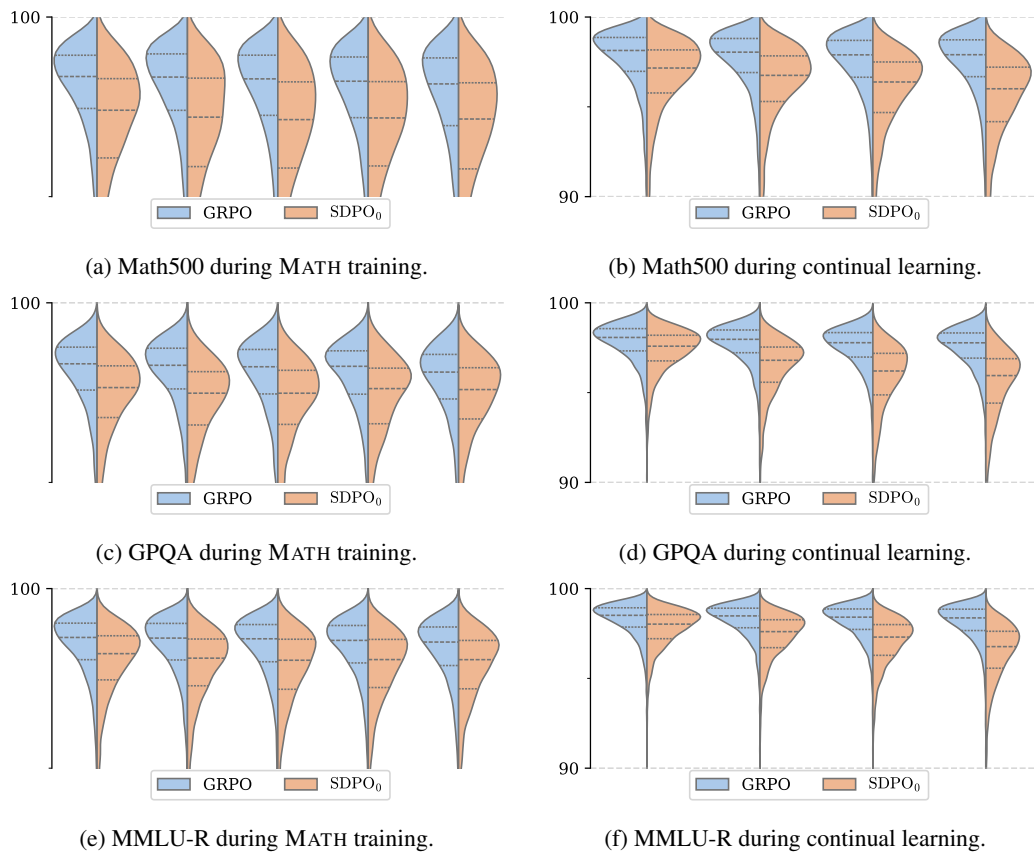 100
GRPO SDPO₀
(a) Math500 during MATH training.
100
90
GRPO SDPO₀
(b) Math500 during continual learning.
100
GRPO SDPO₀
(c) GPQA during MATH training.
100
90
GRPO SDPO₀
(d) GPQA during continual learning.
100
GRPO SDPO₀
(e) MMLU-R during MATH training.
100
90
GRPO SDPO₀
(f) MMLU-R during continual learning.